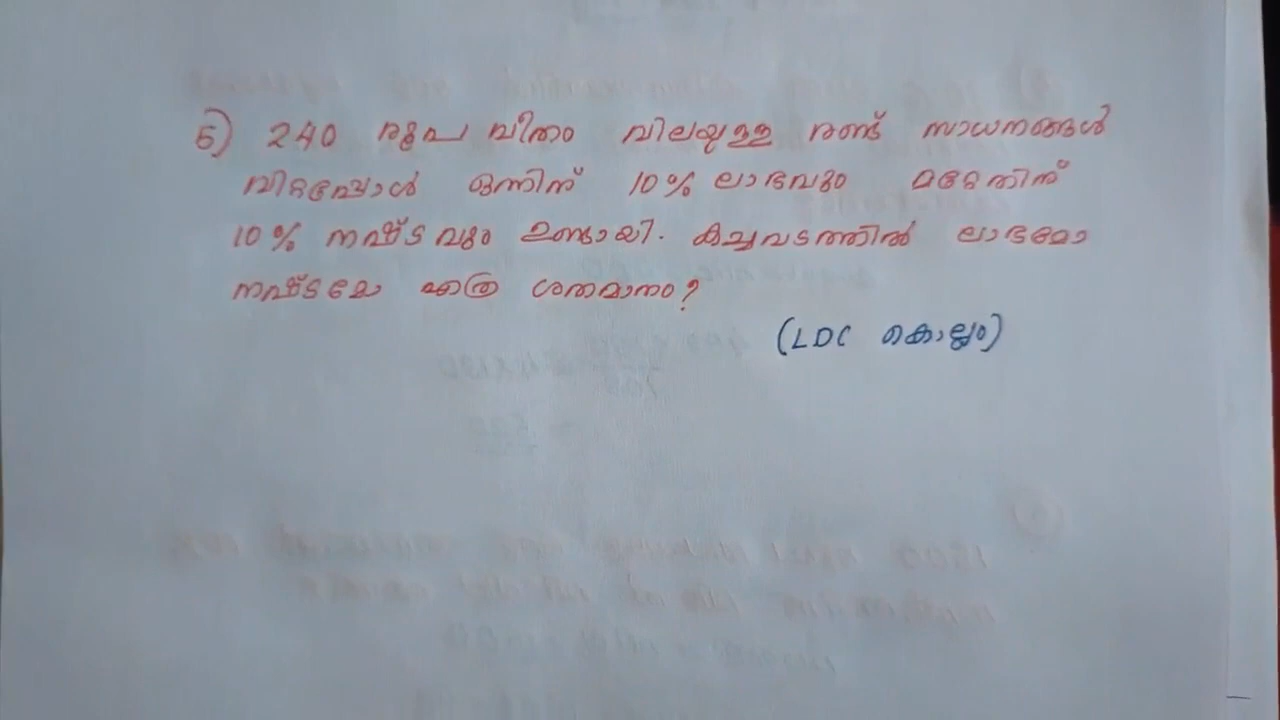 5) 240 രൂപ വീതം വിലയുള്ള രണ്ട് സാധനങ്ങൾ
വിറ്റപ്പോൾ ഒന്നിന് 10% ലാഭവും മറ്റേതിന്
10% നഷ്ടവും ഉണ്ടായി. കച്ചവടത്തിൽ ലാഭമോ
നഷ്ടമോ എത്ര ശതമാനം?
(LDC കൊല്ലം)